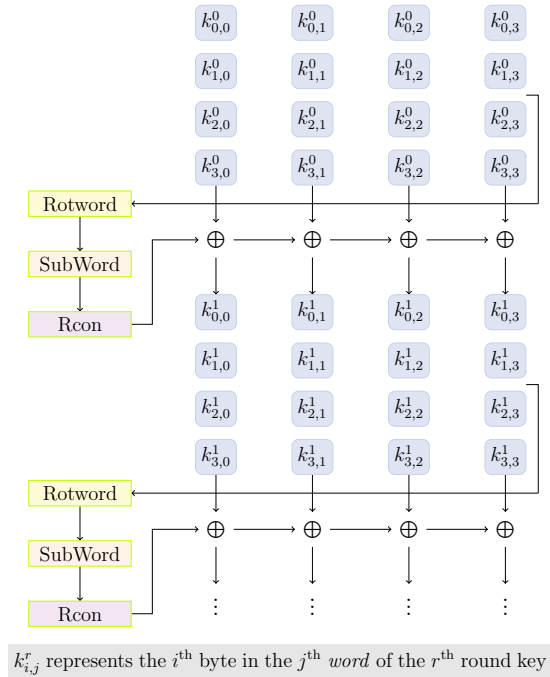 k^0_{0,0} k^0_{0,1} k^0_{0,2} k^0_{0,3}
k^0_{1,0} k^0_{1,1} k^0_{1,2} k^0_{1,3}
k^0_{2,0} k^0_{2,1} k^0_{2,2} k^0_{2,3}
k^0_{3,0} k^0_{3,1} k^0_{3,2} k^0_{3,3}
Rotword
⊕ ⊕ ⊕ ⊕
SubWord
Rcon
k^1_{0,0} k^1_{0,1} k^1_{0,2} k^1_{0,3}
k^1_{1,0} k^1_{1,1} k^1_{1,2} k^1_{1,3}
k^1_{2,0} k^1_{2,1} k^1_{2,2} k^1_{2,3}
k^1_{3,0} k^1_{3,1} k^1_{3,2} k^1_{3,3}
Rotword
⊕ ⊕ ⊕ ⊕
SubWord
Rcon
⋮ ⋮ ⋮ ⋮
k^r_{i,j} represents the i^th byte in the j^th word of the r^th round key